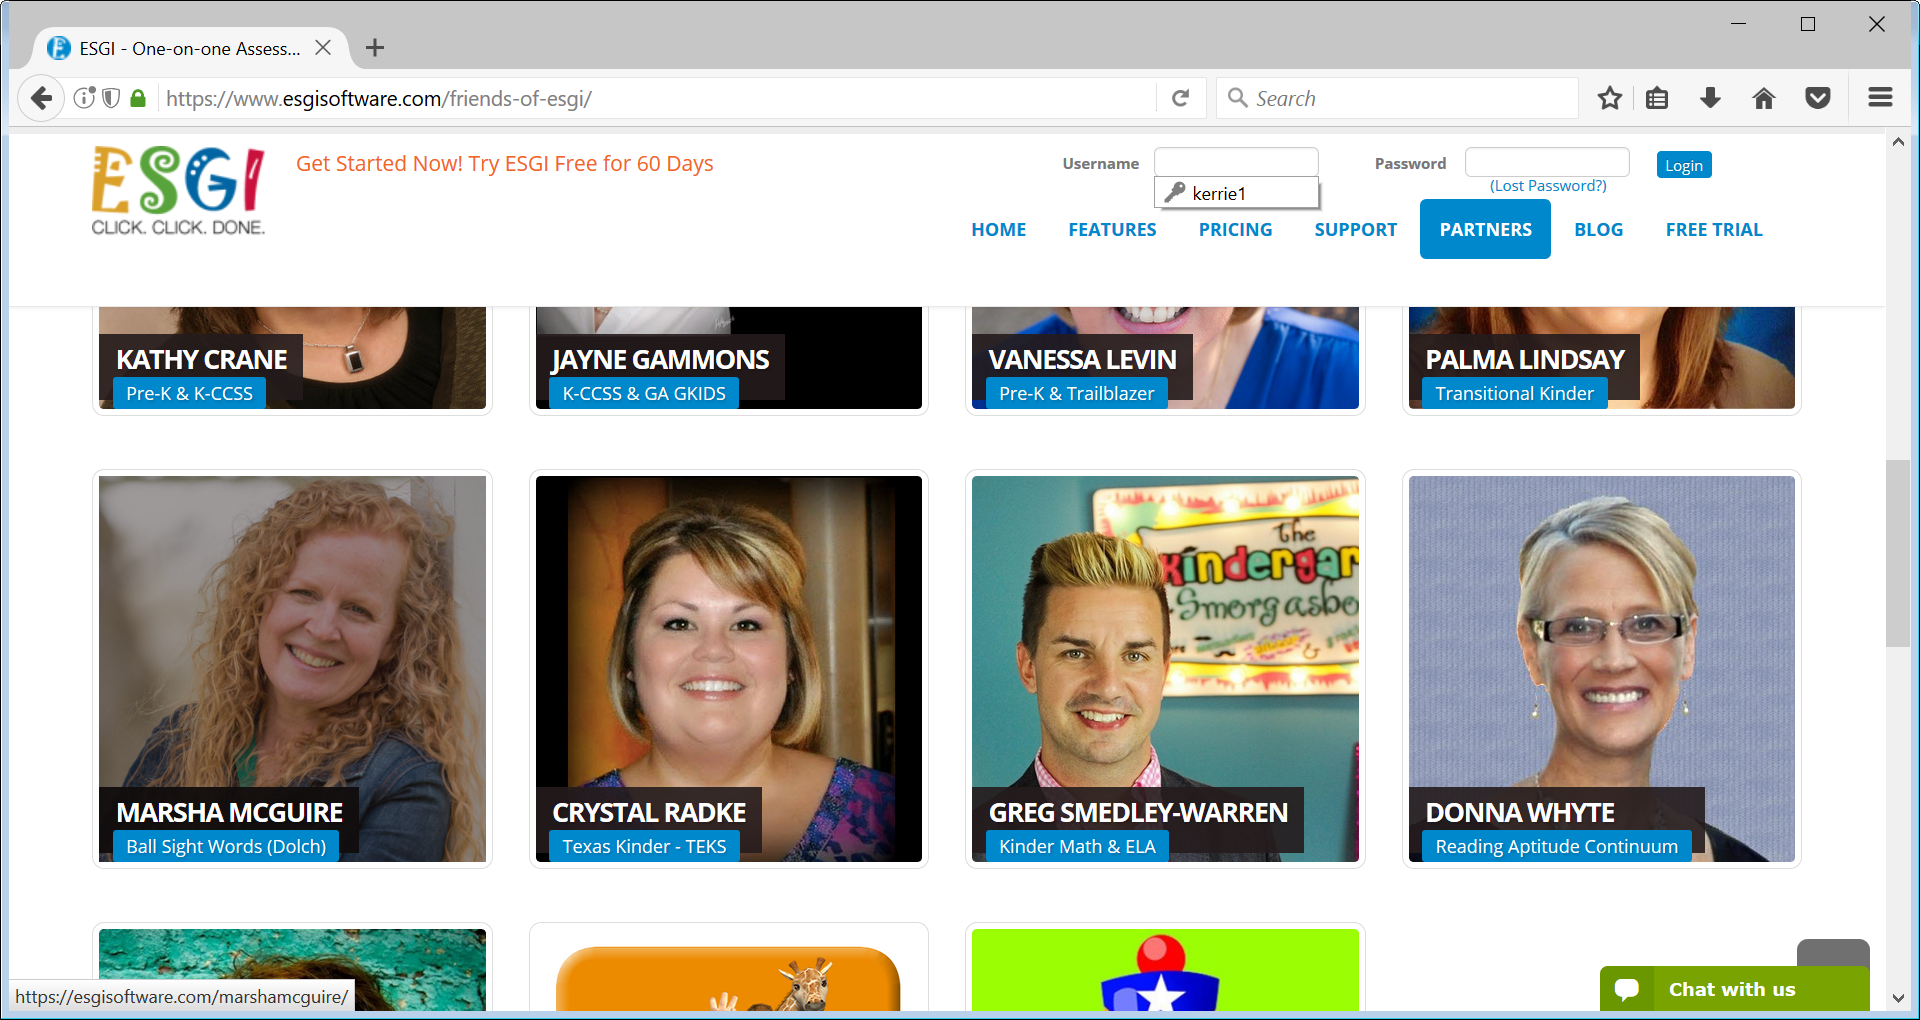 ESGI - One-on-one Assess...
https://www.esgisoftware.com/friends-of-esgi/
Search
ESGI
CLICK. CLICK. DONE.
Get Started Now! Try ESGI Free for 60 Days
Username
Password
Login
(Lost Password?)
kerrie1
HOME
FEATURES
PRICING
SUPPORT
PARTNERS
BLOG
FREE TRIAL
KATHY CRANE
Pre-K & K-CCSS
JAYNE GAMMONS
K-CCSS & GA GKIDS
VANESSA LEVIN
Pre-K & Trailblazer
PALMA LINDSAY
Transitional Kinder
MARSHA MCGUIRE
Ball Sight Words (Dolch)
CRYSTAL RADKE
Texas Kinder - TEKS
the
kindergar
Smorgasbo
GREG SMEDLEY-WARREN
Kinder Math & ELA
DONNA WHYTE
Reading Aptitude Continuum
https://esgisoftware.com/marshamcguire/
Chat with us